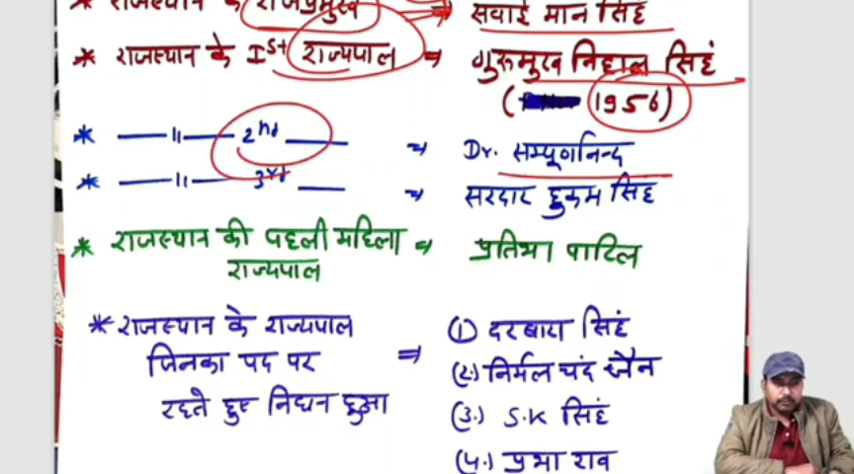 * राजस्थान के राजप्रमुख ⇒ सवाई मान सिंह
* राजस्थान के Ist राज्यपाल ⇒ गुरुमुख निहाल सिंहं
(1956)
* —— 11 —— 2nd —— ⇒ Dr. सम्पूर्णानन्द
* —— 11 —— 3rd —— ⇒ सरदार हुकम सिंह
* राजस्थान की पहली महिला ⇒ प्रतिभा पाटिल
राज्यपाल
* राजस्थान के राज्यपाल
जिनका पद पर ⇒
रहते हुए निधन हुआ
(1) दरबारा सिंहं
(2.) निर्मल चंद जैन
(3.) S.K सिंहं
(4.) प्रभा राव